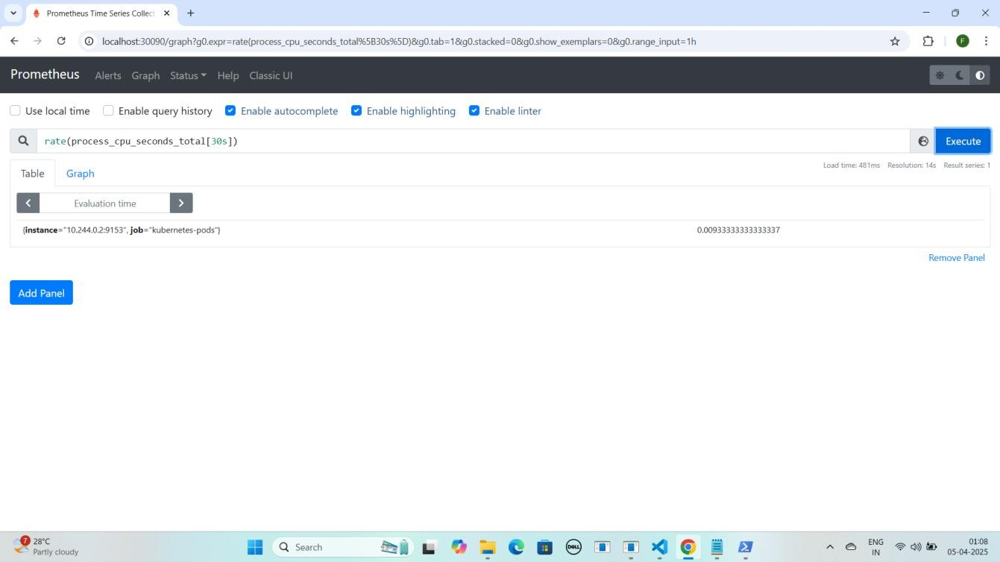 Prometheus Time Series Collect
localhost:30090/graph?g0.expr=rate(process_cpu_seconds_total%5B30s%5D)&g0.tab=1&g0.stacked=0&g0.show_exemplars=0&g0.range_input=1h
F
Prometheus Alerts Graph Status Help Classic UI
Use local time Enable query history Enable autocomplete Enable highlighting Enable linter
rate(process_cpu_seconds_total[30s])
Execute
Table Graph
Load time: 481ms Resolution: 14s Result series: 1
Evaluation time
{instance="10.244.0.2:9153", job="kubernetes-pods"} 0.00933333333333337
Remove Panel
Add Panel
7
28°C
Partly cloudy
Search
DELL
ENG
IN
01:08
05-04-2025